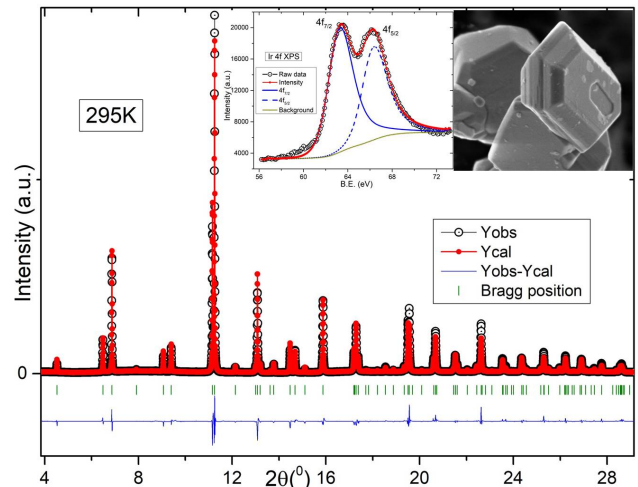 295K
Intensity (a.u.)
0
4 8 12 16 20 24 28
2θ(⁰)
Yobs
Ycal
Yobs-Ycal
Bragg position
Ir 4f XPS
Raw data
Intensity
4f7/2
4f5/2
Background
4f7/2
4f5/2
Intensity (a.u.)
20000
16000
12000
8000
4000
56 60 64 68 72
B.E. (eV)